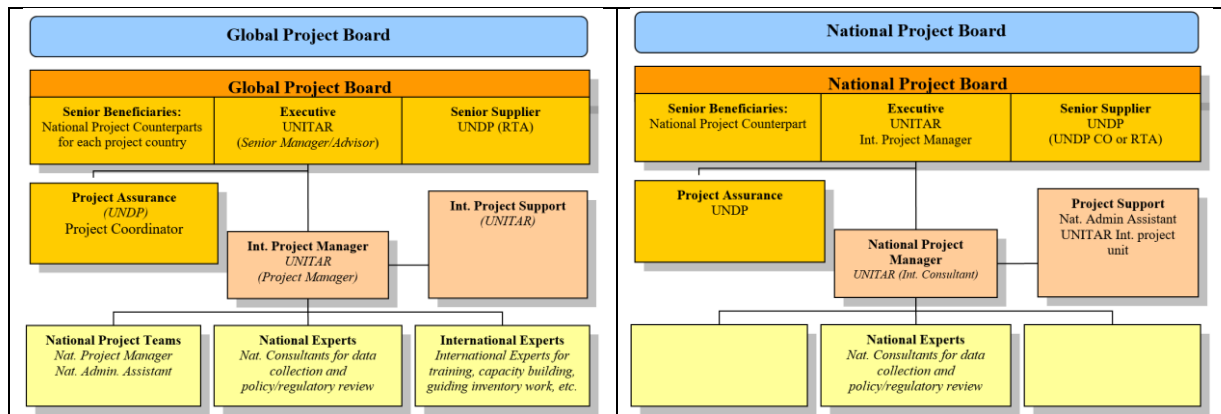 Global Project Board
Global Project Board
Senior Beneficiaries:
National Project Counterparts
for each project country
Executive
UNITAR
(Senior Manager/Advisor)
Senior Supplier
UNDP (RTA)
Project Assurance
(UNDP)
Project Coordinator
Int. Project Support
(UNITAR)
Int. Project Manager
UNITAR
(Project Manager)
National Project Teams
Nat. Project Manager
Nat. Admin. Assistant
National Experts
Nat. Consultants for data
collection and
policy/regulatory review
International Experts
International Experts for
training, capacity building,
guiding inventory work, etc.
National Project Board
National Project Board
Senior Beneficiaries:
National Project Counterpart
Executive
UNITAR
Int. Project Manager
Senior Supplier
UNDP
(UNDP CO or RTA)
Project Assurance
UNDP
Project Support
Nat. Admin Assistant
UNITAR Int. project
unit
National Project
Manager
UNITAR (Int. Consultant)
National Experts
Nat. Consultants for data
collection and
policy/regulatory review